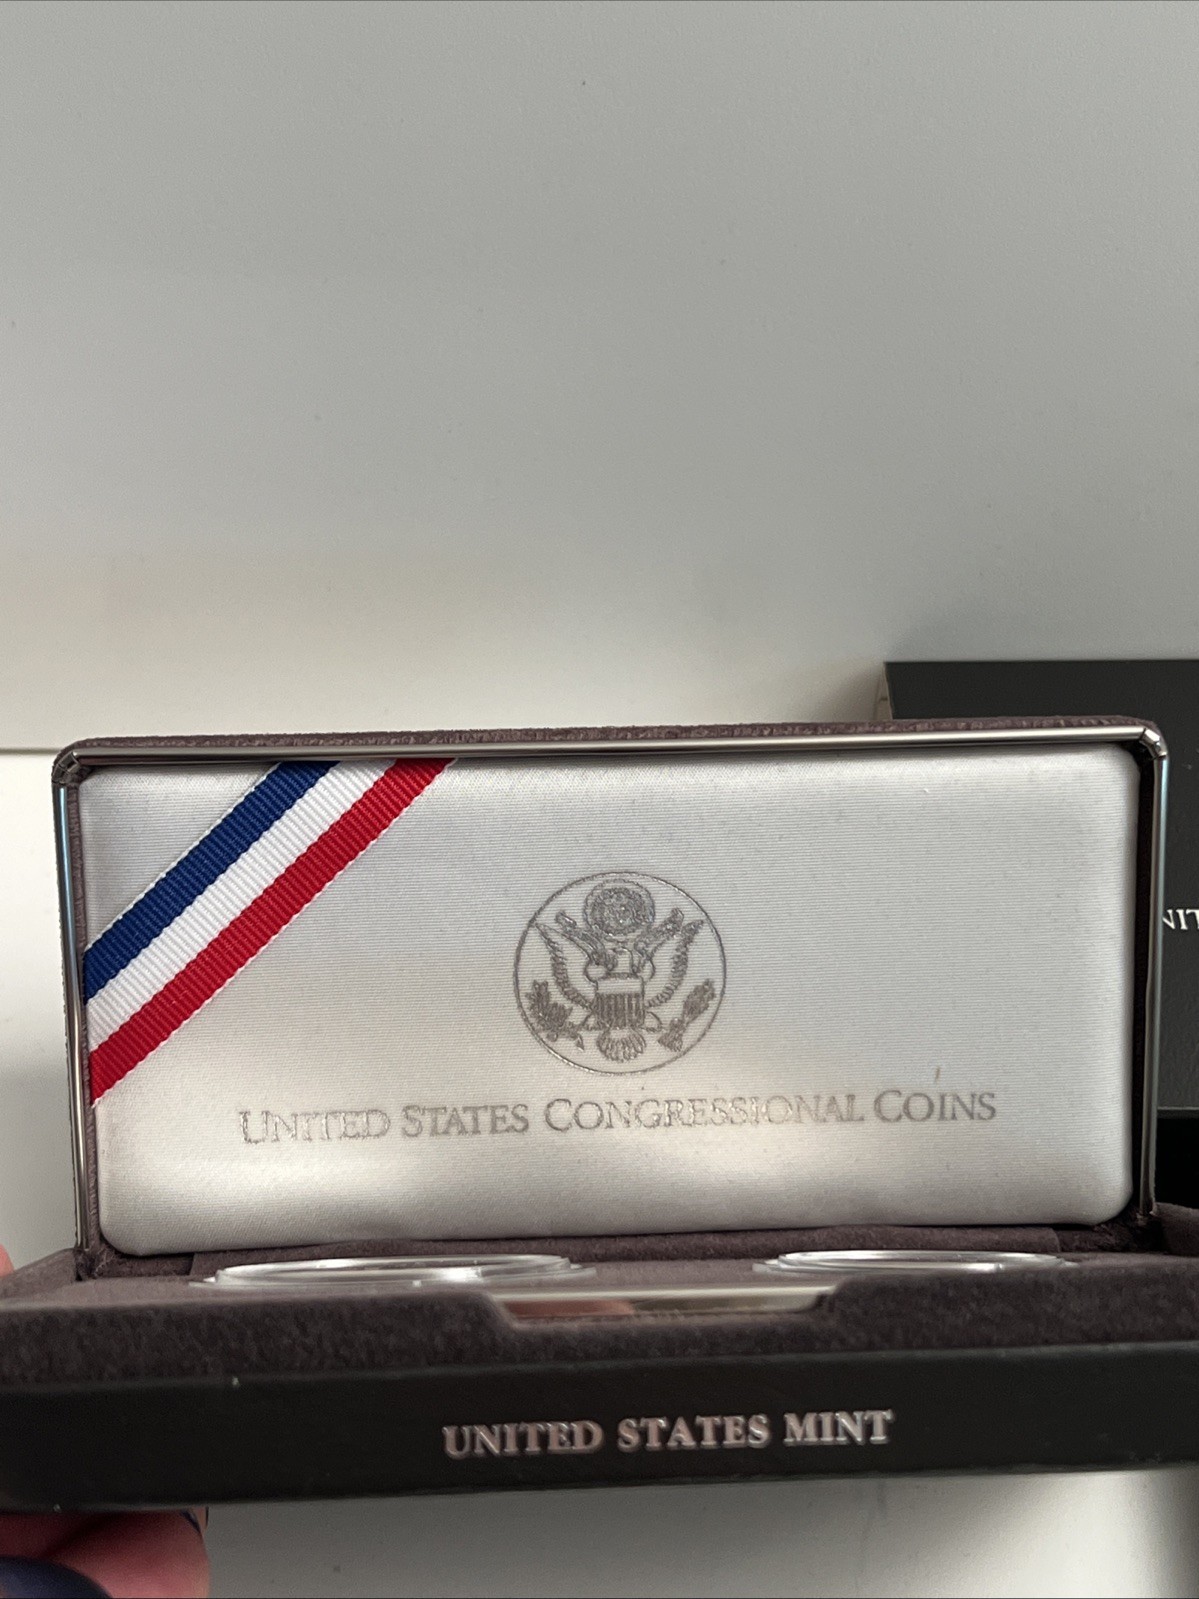 UNITED STATES CONGRESSIONAL COINS
UNITED STATES MINT